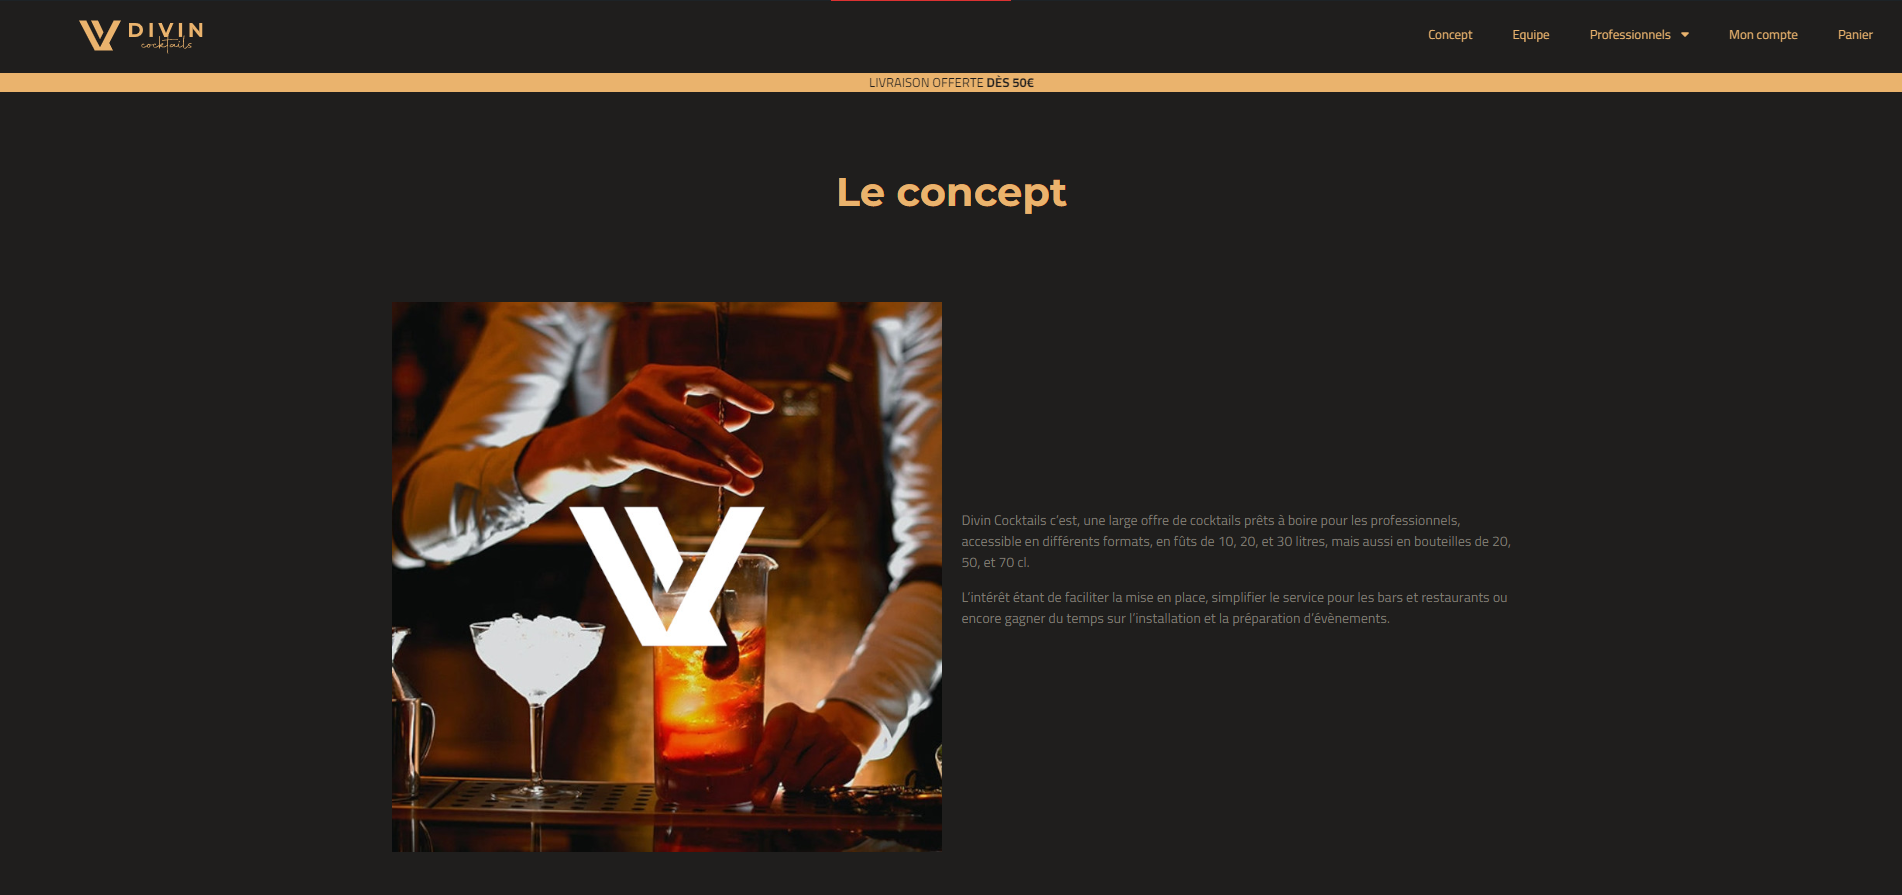 DIVIN
cocktails
Concept
Equipe
Professionnels
Mon compte
Panier
LIVRAISON OFFERTE DÈS 50€
Le concept
Divin Cocktails c’est, une large offre de cocktails prêts à boire pour les professionnels,
accessible en différents formats, en fûts de 10, 20, et 30 litres, mais aussi en bouteilles de 20,
50, et 70 cl.
L’intérêt étant de faciliter la mise en place, simplifier le service pour les bars et restaurants ou
encore gagner du temps sur l’installation et la préparation d’évènements.